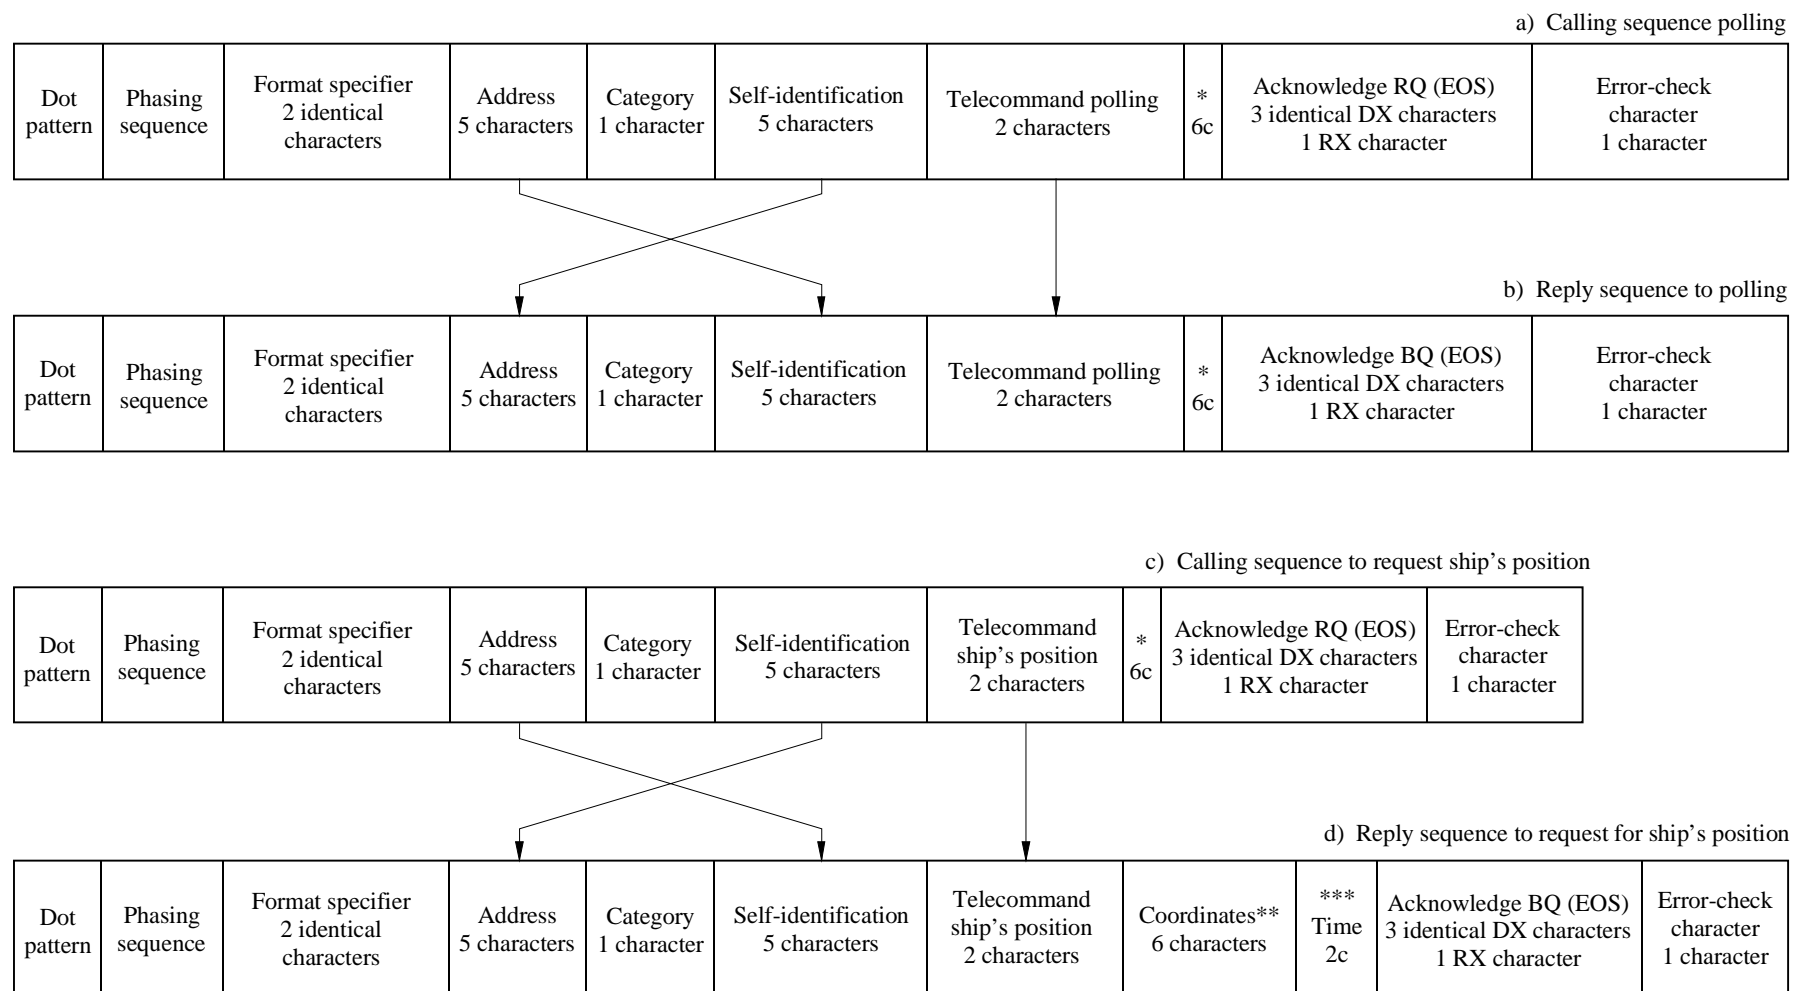 a) Calling sequence polling
Dot
pattern
Phasing
sequence
Format specifier
2 identical
characters
Address
5 characters
Category
1 character
Self-identification
5 characters
Telecommand polling
2 characters
*
6c
Acknowledge RQ (EOS)
3 identical DX characters
1 RX character
Error-check
character
1 character
b) Reply sequence to polling
Dot
pattern
Phasing
sequence
Format specifier
2 identical
characters
Address
5 characters
Category
1 character
Self-identification
5 characters
Telecommand polling
2 characters
*
6c
Acknowledge BQ (EOS)
3 identical DX characters
1 RX character
Error-check
character
1 character
c) Calling sequence to request ship’s position
Dot
pattern
Phasing
sequence
Format specifier
2 identical
characters
Address
5 characters
Category
1 character
Self-identification
5 characters
Telecommand
ship’s position
2 characters
*
6c
Acknowledge RQ (EOS)
3 identical DX characters
1 RX character
Error-check
character
1 character
d) Reply sequence to request for ship’s position
Dot
pattern
Phasing
sequence
Format specifier
2 identical
characters
Address
5 characters
Category
1 character
Self-identification
5 characters
Telecommand
ship’s position
2 characters
Coordinates**
6 characters
***
Time
2c
Acknowledge BQ (EOS)
3 identical DX characters
1 RX character
Error-check
character
1 character